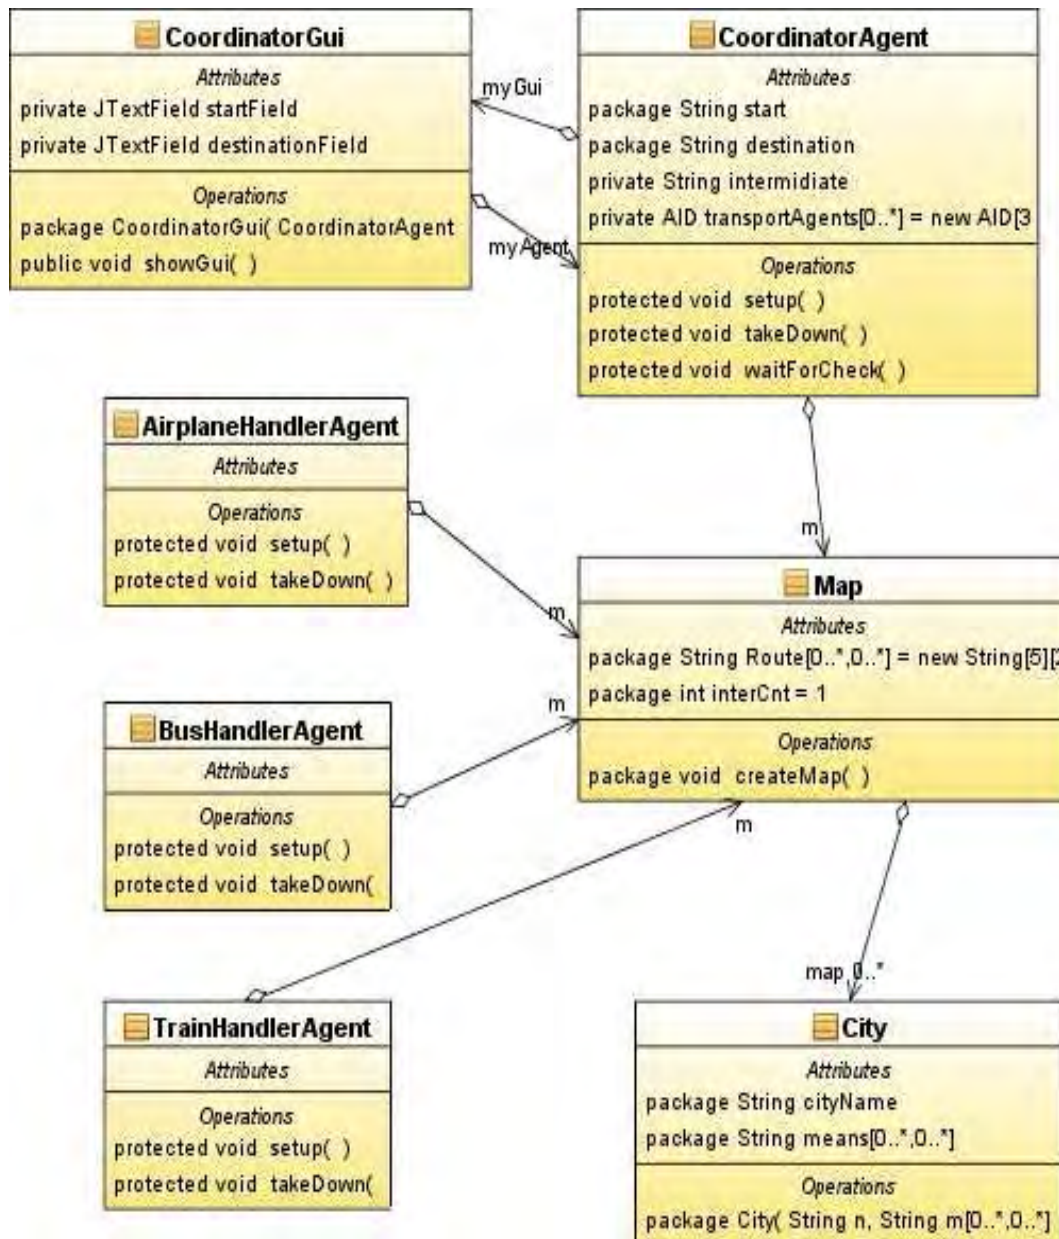 CoordinatorGui
Attributes
private JTextField startField
private JTextField destinationField
Operations
package CoordinatorGui( CoordinatorAgent
public void showGui( )
myGui
myAgent
CoordinatorAgent
Attributes
package String start
package String destination
private String intermidiate
private AID transportAgents[0..*] = new AID[3
Operations
protected void setup( )
protected void takeDown( )
protected void waitForCheck( )
m
AirplaneHandlerAgent
Attributes
Operations
protected void setup( )
protected void takeDown( )
m
Map
Attributes
package String Route[0..*,0..*] = new String[5][2
package int interCnt = 1
Operations
package void createMap( )
BusHandlerAgent
Attributes
Operations
protected void setup( )
protected void takeDown(
m
m
map 0..*
TrainHandlerAgent
Attributes
Operations
protected void setup( )
protected void takeDown(
City
Attributes
package String cityName
package String means[0..*,0..*]
Operations
package City( String n, String m[0..*,0..*]